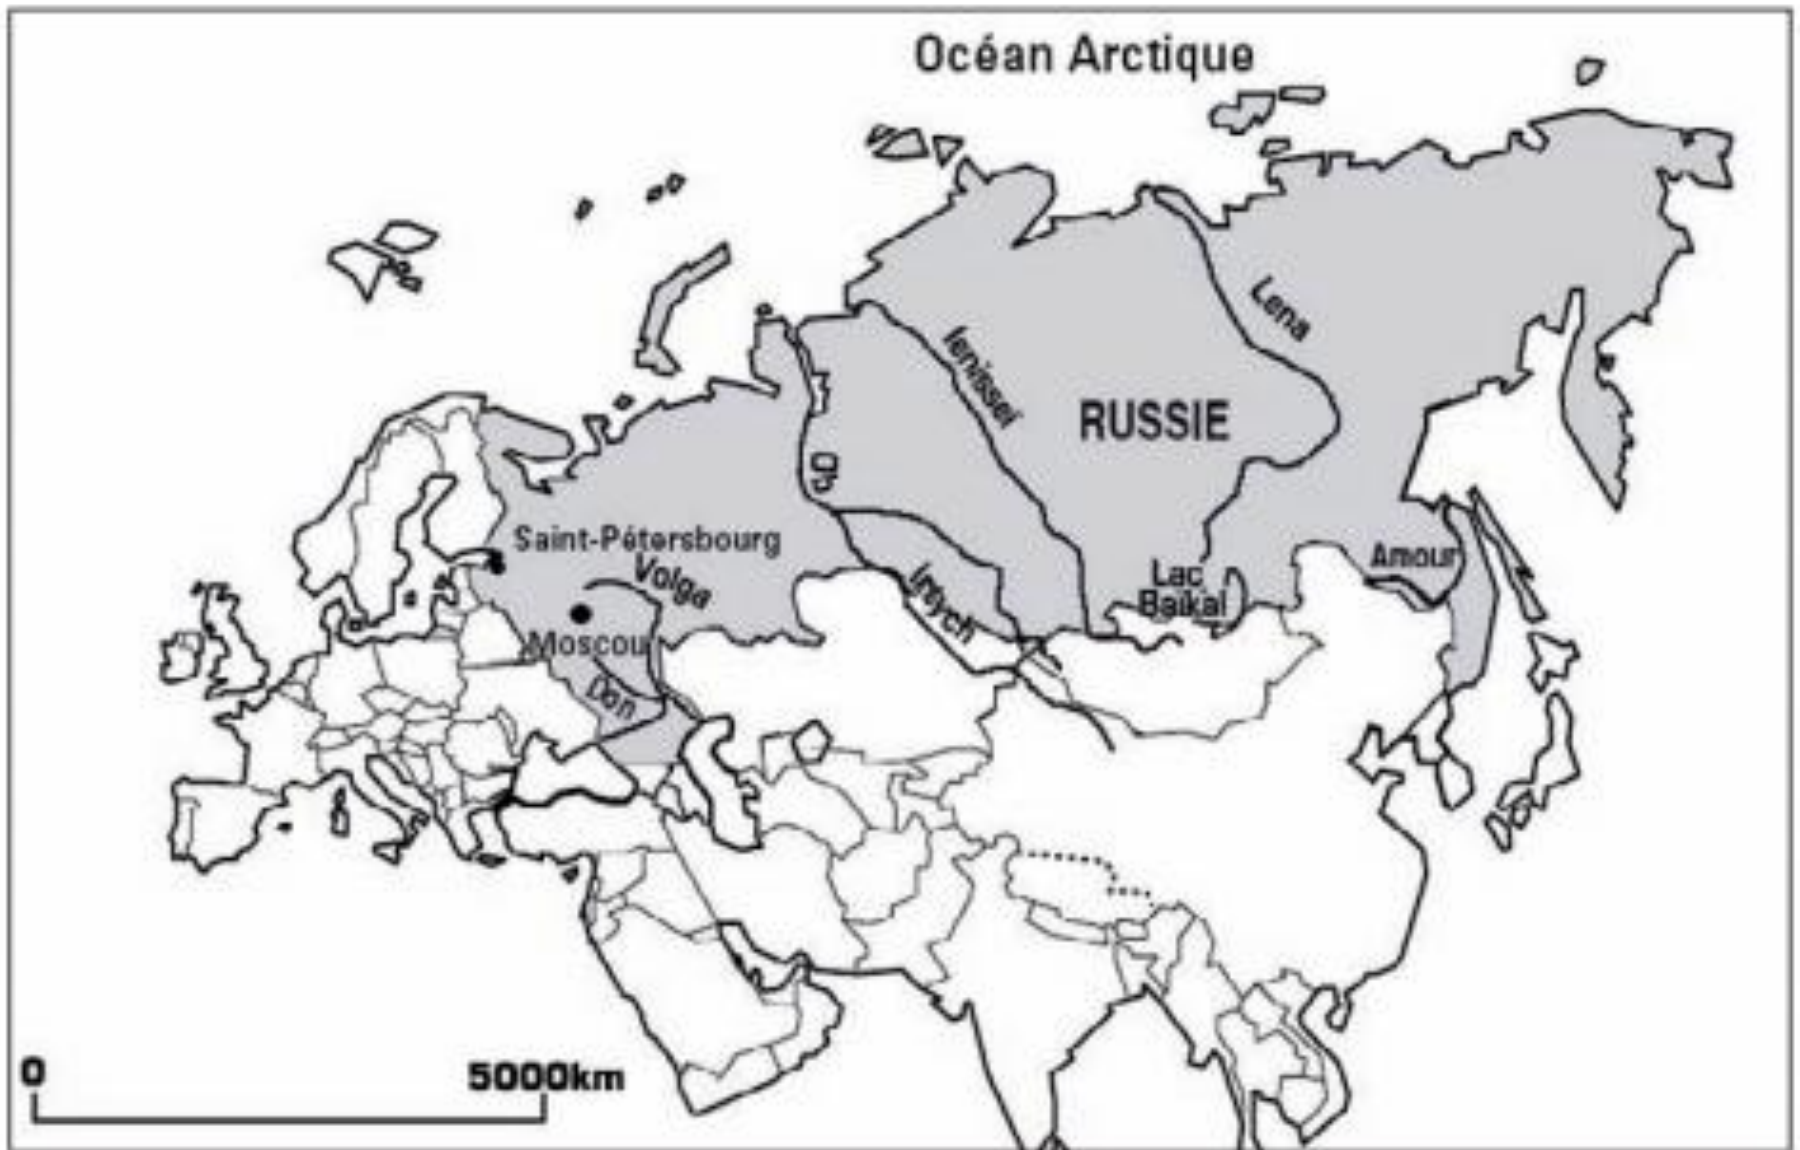 Océan Arctique
Lena
Ienisseï
RUSSIE
Ob
Saint-Pétersbourg
Volga
Amour
Lac
Baïkal
Irtych
Moscou
Don
0
5000km